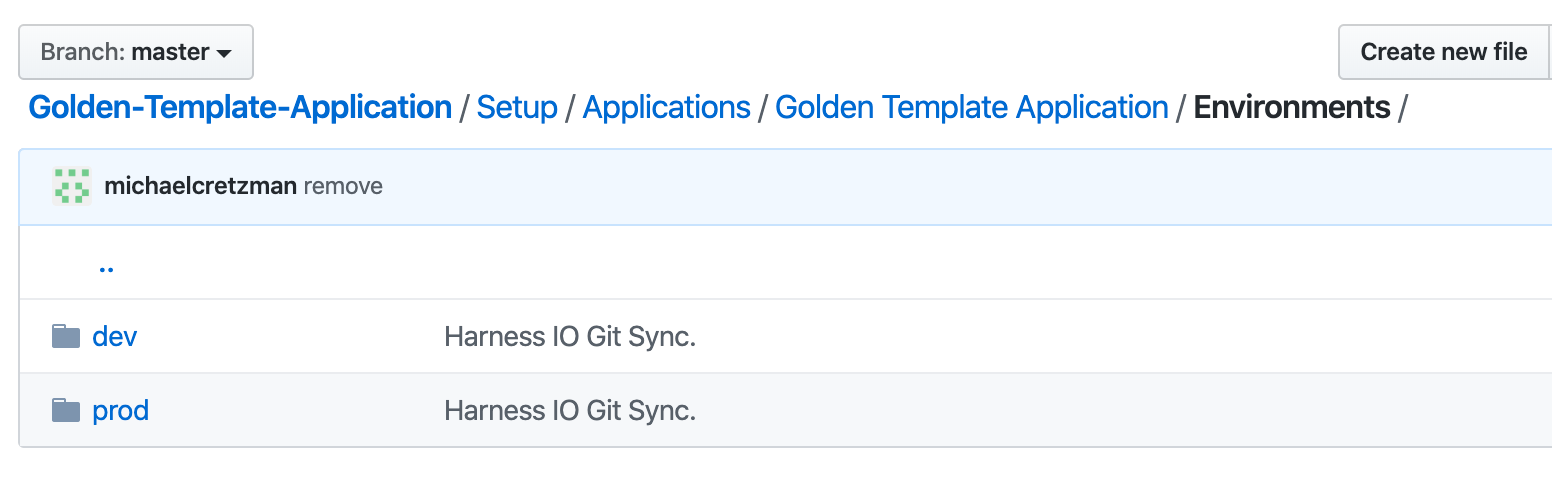 Branch: master
Create new file
Golden-Template-Application / Setup / Applications / Golden Template Application / Environments /
michaelcretzman remove
..
dev Harness IO Git Sync.
prod Harness IO Git Sync.